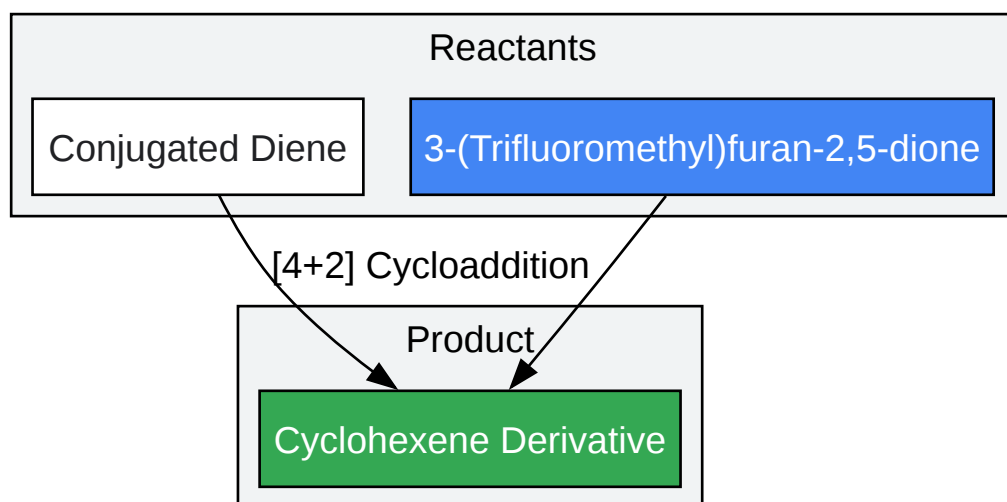 Reactants
Conjugated Diene
3-(Trifluoromethyl)furan-2,5-dione
[4+2] Cycloaddition
Product
Cyclohexene Derivative